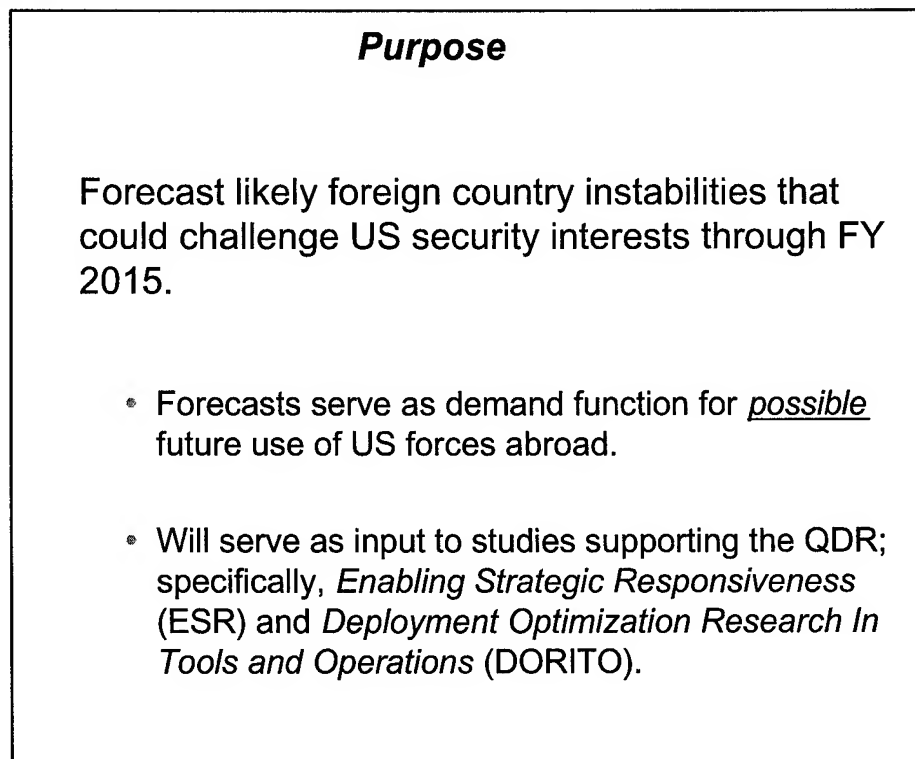 Purpose
Forecast likely foreign country instabilities that
could challenge US security interests through FY
2015.
• Forecasts serve as demand function for possible
future use of US forces abroad.
• Will serve as input to studies supporting the QDR;
specifically, Enabling Strategic Responsiveness
(ESR) and Deployment Optimization Research In
Tools and Operations (DORITO).